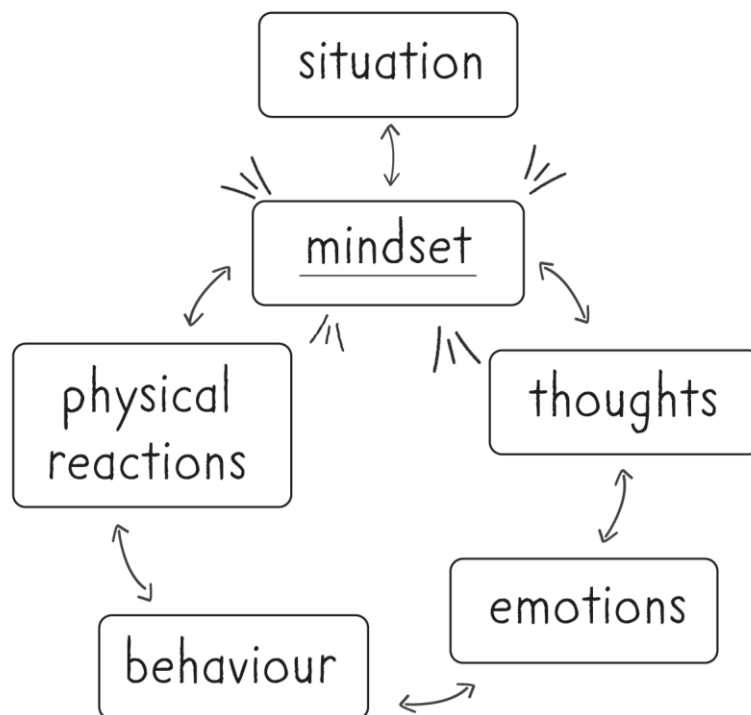 situation
mindset
physical
reactions
thoughts
emotions
behaviour